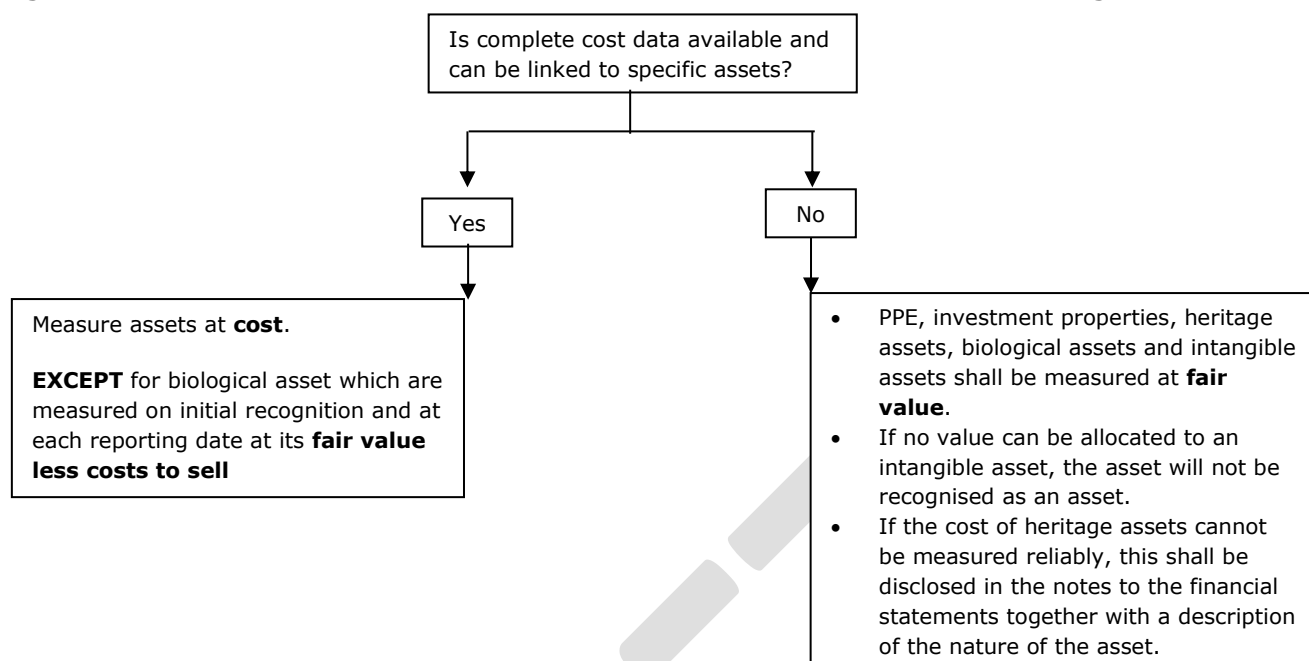 Is complete cost data available and
can be linked to specific assets?
Yes
No
Measure assets at cost.
EXCEPT for biological asset which are
measured on initial recognition and at
each reporting date at its fair value
less costs to sell
• PPE, investment properties, heritage
assets, biological assets and intangible
assets shall be measured at fair
value.
• If no value can be allocated to an
intangible asset, the asset will not be
recognised as an asset.
• If the cost of heritage assets cannot
be measured reliably, this shall be
disclosed in the notes to the financial
statements together with a description
of the nature of the asset.